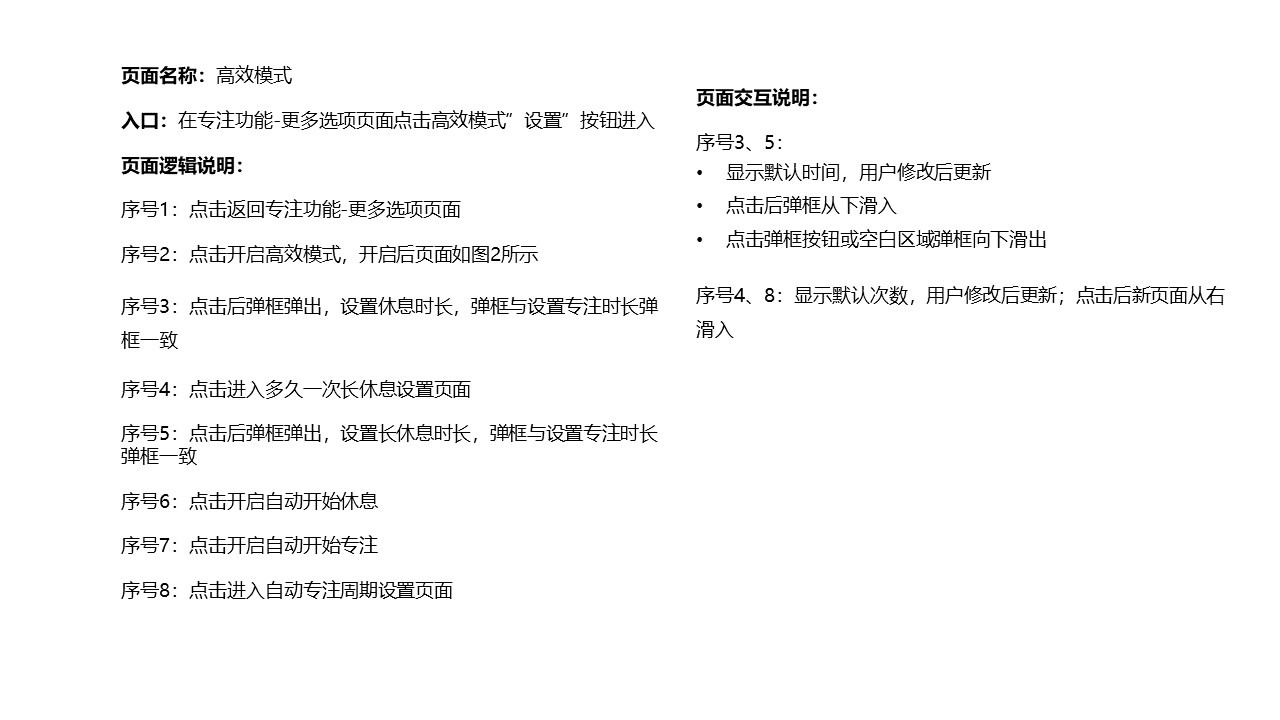 页面名称：高效模式
入口：在专注功能-更多选项页面点击高效模式”设置”按钮进入
页面逻辑说明：
序号1：点击返回专注功能-更多选项页面
序号2：点击开启高效模式，开启后页面如图2所示
序号3：点击后弹框弹出，设置休息时长，弹框与设置专注时长弹
框一致
序号4：点击进入多久一次长休息设置页面
序号5：点击后弹框弹出，设置长休息时长，弹框与设置专注时长
弹框一致
序号6：点击开启自动开始休息
序号7：点击开启自动开始专注
序号8：点击进入自动专注周期设置页面
页面交互说明：
序号3、5：
• 显示默认时间，用户修改后更新
• 点击后弹框从下滑入
• 点击弹框按钮或空白区域弹框向下滑出
序号4、8：显示默认次数，用户修改后更新；点击后新页面从右
滑入